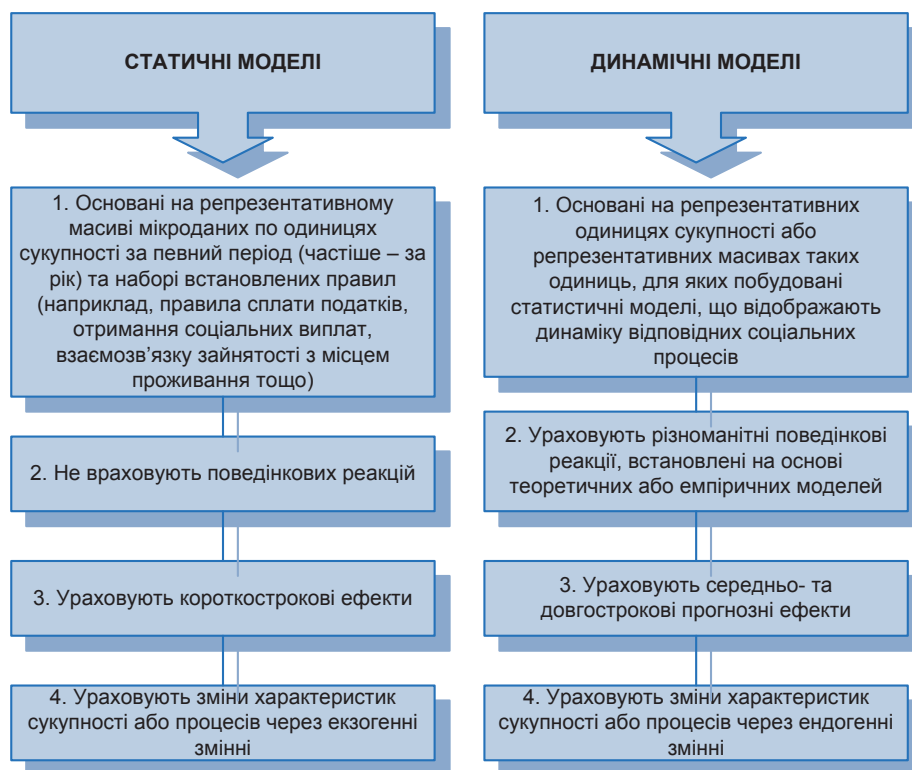 СТАТИЧНІ МОДЕЛІ
1. Основані на репрезентативному
масиві мікроданих по одиницях
сукупності за певний період (частіше – за
рік) та наборі встановлених правил
(наприклад, правила сплати податків,
отримання соціальних виплат,
взаємозв’язку зайнятості з місцем
проживання тощо)
2. Не враховують поведінкових реакцій
3. Ураховують короткострокові ефекти
4. Ураховують зміни характеристик
сукупності або процесів через екзогенні
змінні
ДИНАМІЧНІ МОДЕЛІ
1. Основані на репрезентативних
одиницях сукупності або
репрезентативних масивах таких
одиниць, для яких побудовані
статистичні моделі, що відображають
динаміку відповідних соціальних
процесів
2. Ураховують різноманітні поведінкові
реакції, встановлені на основі
теоретичних або емпіричних моделей
3. Ураховують середньо- та
довгострокові прогнозні ефекти
4. Ураховують зміни характеристик
сукупності або процесів через ендогенні
змінні